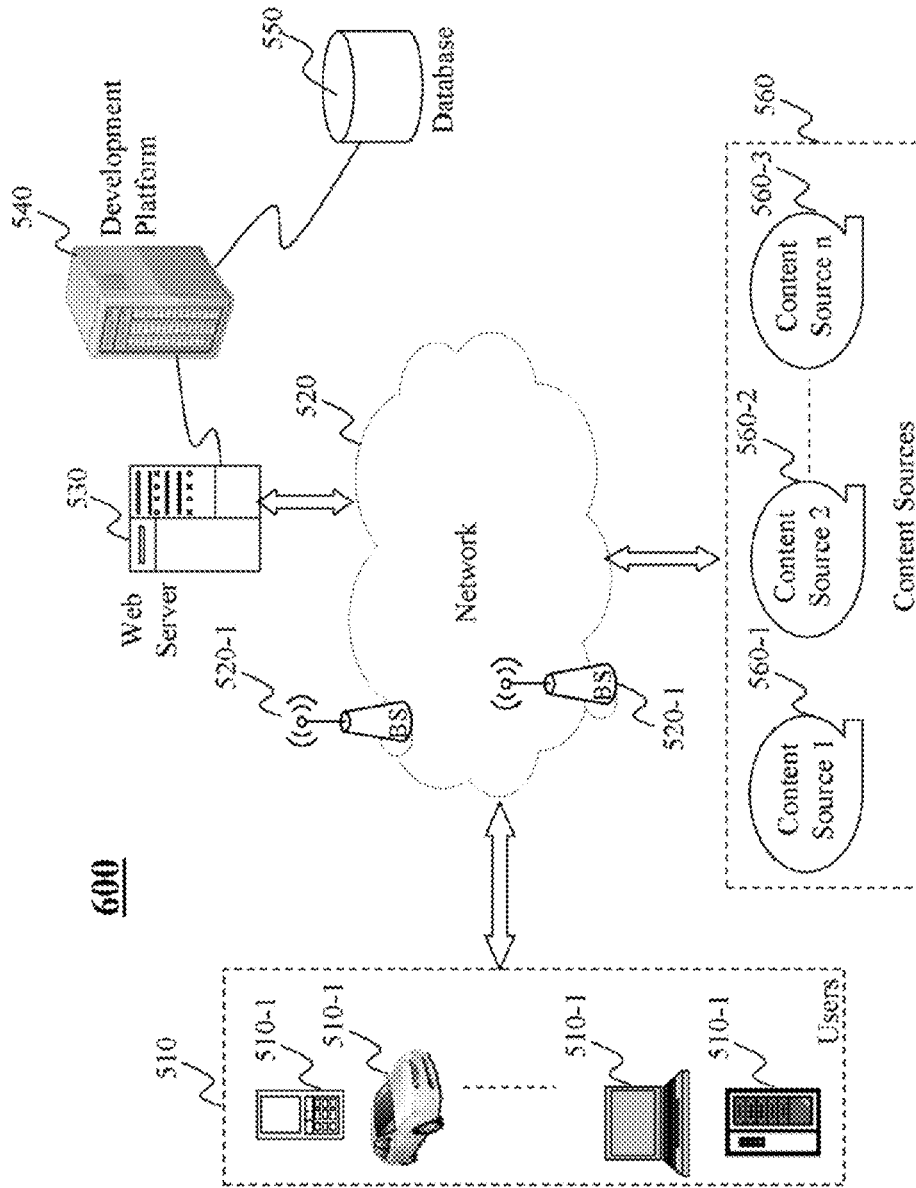 600
510
510-1
510-1
510-1
510-1
Users
520-1
BS
BS
520-1
Network
520
Web
Server
530
540
Development
Platform
550
Database
560
560-1
Content
Source 1
560-2
Content
Source 2
560-3
Content
Source n
Content Sources